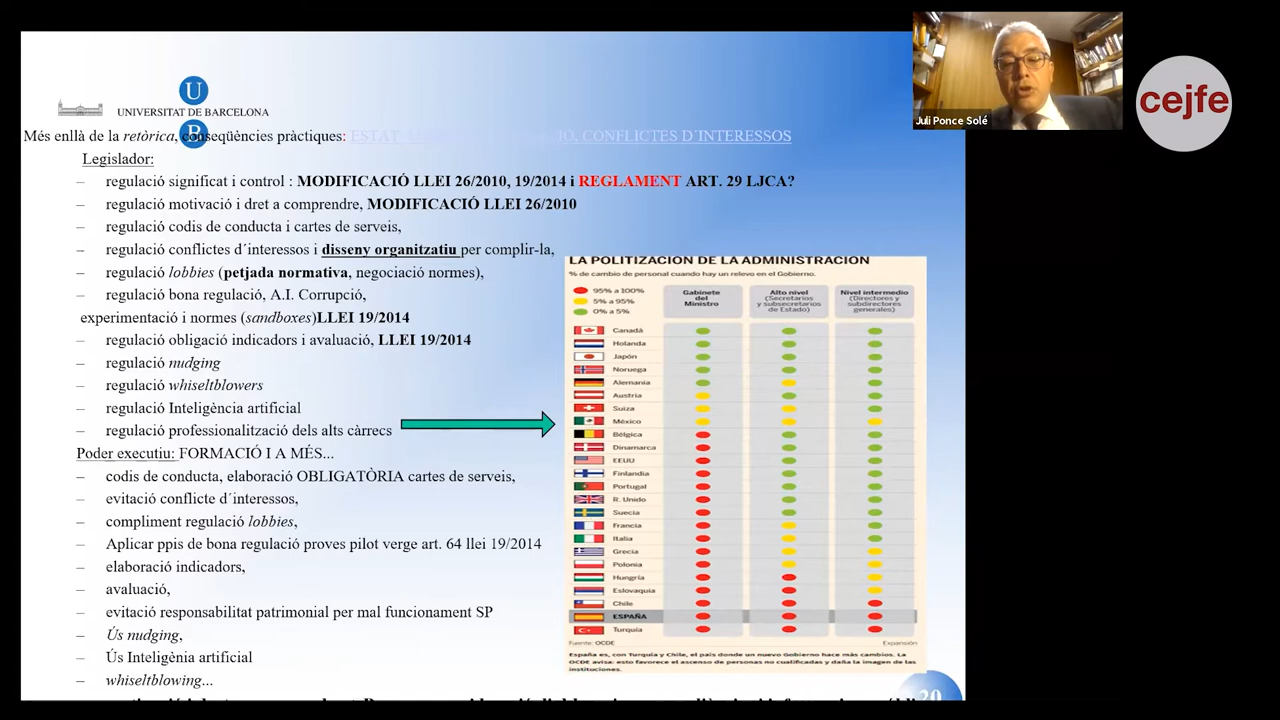 U
B
UNIVERSITAT DE BARCELONA
Més enllà de la retòrica, conseqüències pràctiques: ESTAT, CONFLICTES D´INTERESSOS
Legislador:
– regulació significat i control : MODIFICACIÓ LLEI 26/2010, 19/2014 i REGLAMENT ART. 29 LJCA?
– regulació motivació i dret a comprendre, MODIFICACIÓ LLEI 26/2010
– regulació codis de conducta i cartes de serveis,
– regulació conflictes d´interessos i disseny organitzatiu per complir-la,
– regulació lobbies (petjada normativa, negociació normes),
– regulació bona regulació, A.I. Corrupció,
experimentació i normes (sandboxes)LLEI 19/2014
– regulació obligació indicadors i avaluació, LLEI 19/2014
– regulació nudging
– regulació whiseltblowers
– regulació Inteligència artificial
– regulació professionalització dels alts càrrecs
Poder executiu: FORMACIÓ I A MÉS...
– codis de conducta, elaboració OBLIGATÒRIA cartes de serveis,
– evitació conflicte d´interessos,
– compliment regulació lobbies,
– Aplicar ppis de bona regulació proves pilot verge art. 64 llei 19/2014
– elaboració indicadors,
– avaluació,
– evitació responsabilitat patrimonial per mal funcionament SP
– Ús nudging,
– Ús Inteligència artificial
– whiseltblowing...
LA POLITIZACION DE LA ADMINISTRACION
% de cambio de personal cuando hay un relevo en el Gobierno.
95% a 100%
5% a 95%
0% a 5%
Gabinete del Ministro
Alto nivel (Secretarios y subsecretarios de Estado)
Nivel intermedio (Directores y subdirectores generales)
Canadá
Holanda
Japón
Noruega
Alemania
Austria
Suiza
México
Bélgica
Dinamarca
EEUU
Finlandia
Portugal
R. Unido
Suecia
Francia
Italia
Grecia
Polonia
Hungría
Eslovaquia
Chile
ESPAÑA
Turquía
Fuente: OCDE
Expansión
España es, con Turquía y Chile, el país donde un nuevo Gobierno hace más cambios. La
OCDE avisa: esto favorece el ascenso de personas no cualificadas y daña la imagen de las
instituciones.
20
Juli Ponce Solé
cejfe